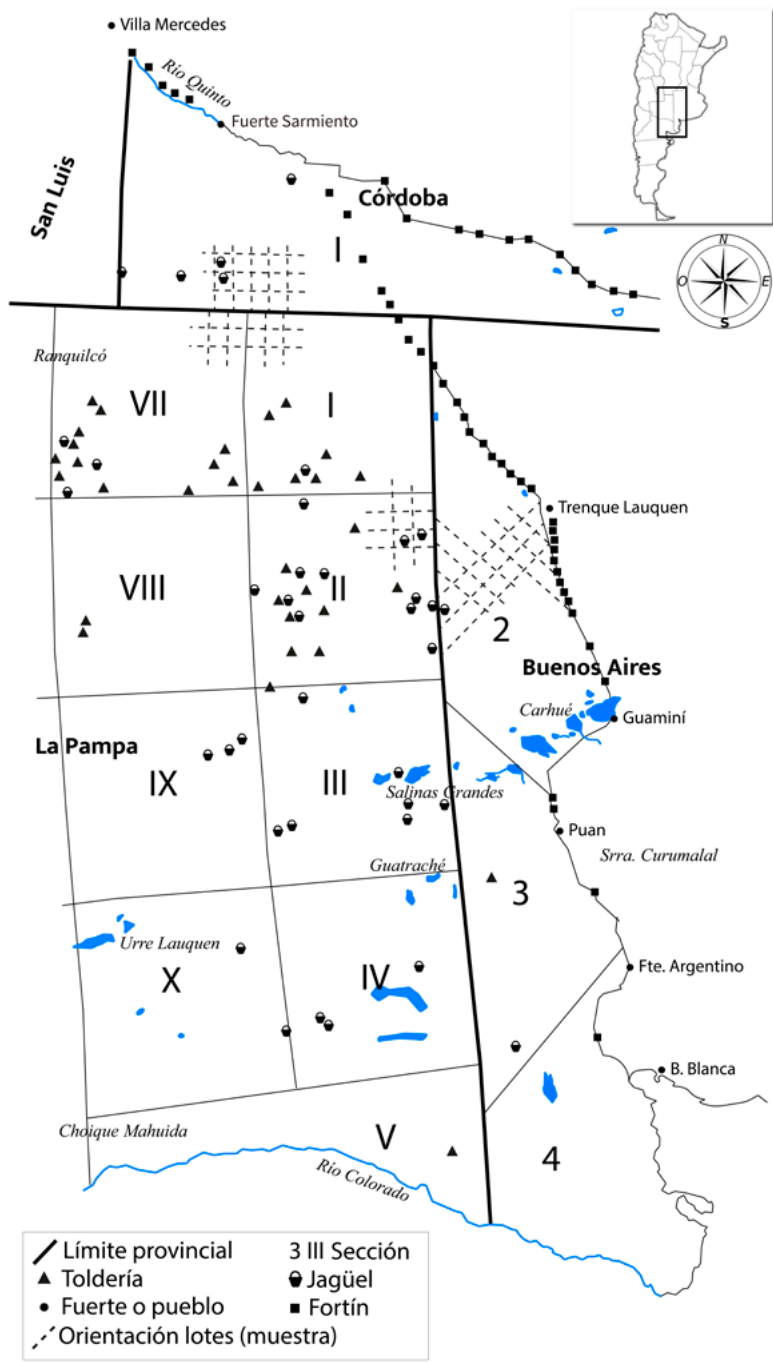 Villa Mercedes
Río Quinto
Fuerte Sarmiento
San Luis
Córdoba
I
N
O
E
S
Ranquilcó
VII
I
Trenque Lauquen
VIII
II
2
Buenos Aires
Carhué
Guaminí
La Pampa
IX
III
Salinas Grandes
Puan
Srra. Curumalal
Guatraché
3
Urre Lauquen
X
IV
Fte. Argentino
B. Blanca
Choique Mahuida
V
4
Río Colorado
Límite provincial
3 III Sección
Toldería
Jagüel
Fuerte o pueblo
Fortín
Orientación lotes (muestra)